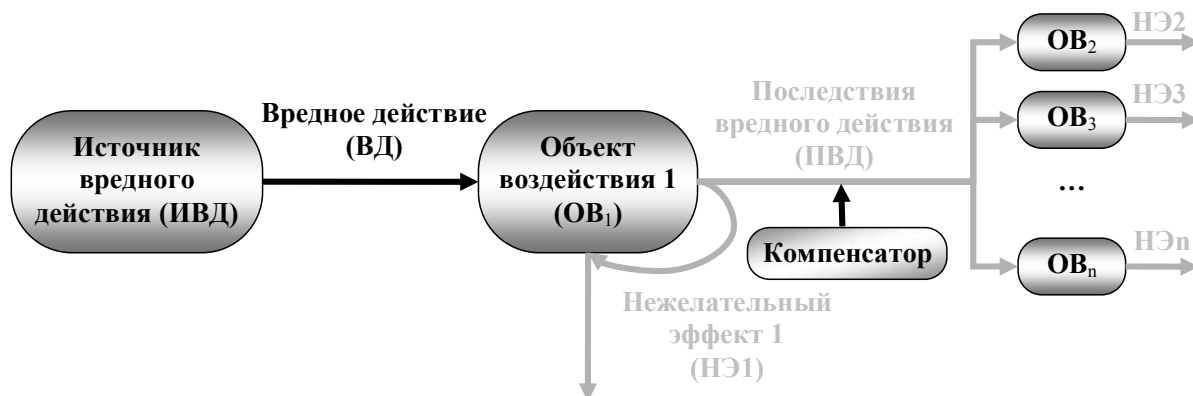 Источник
вредного
действия (ИВД)
Вредное действие
(ВД)
Объект
воздействия 1
(ОВ₁)
Последствия
вредного действия
(ПВД)
Компенсатор
Нежелательный
эффект 1
(НЭ1)
ОВ₂
НЭ2
ОВ₃
НЭ3
...
ОВₙ
НЭn